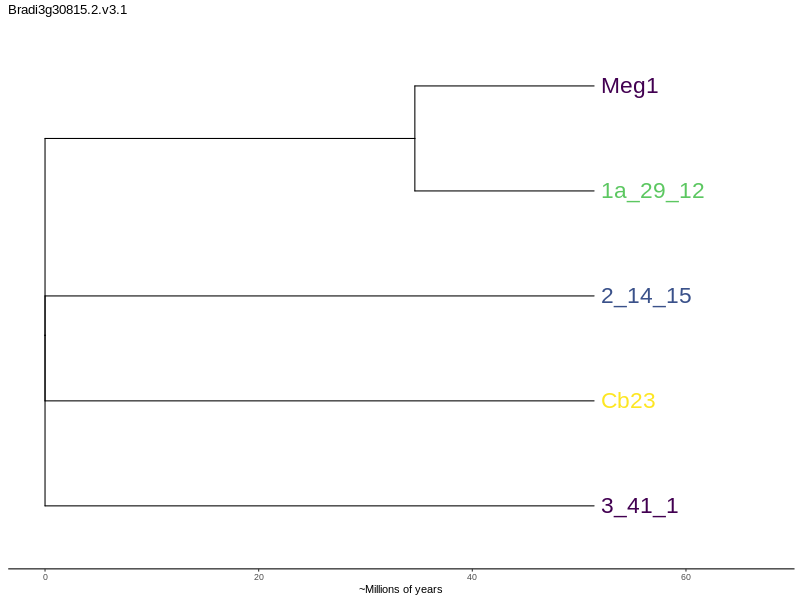 Bradi3g30815.2.v3.1
Meg1
1a_29_12
2_14_15
Cb23
3_41_1
0 20 40 60
~Millions of years